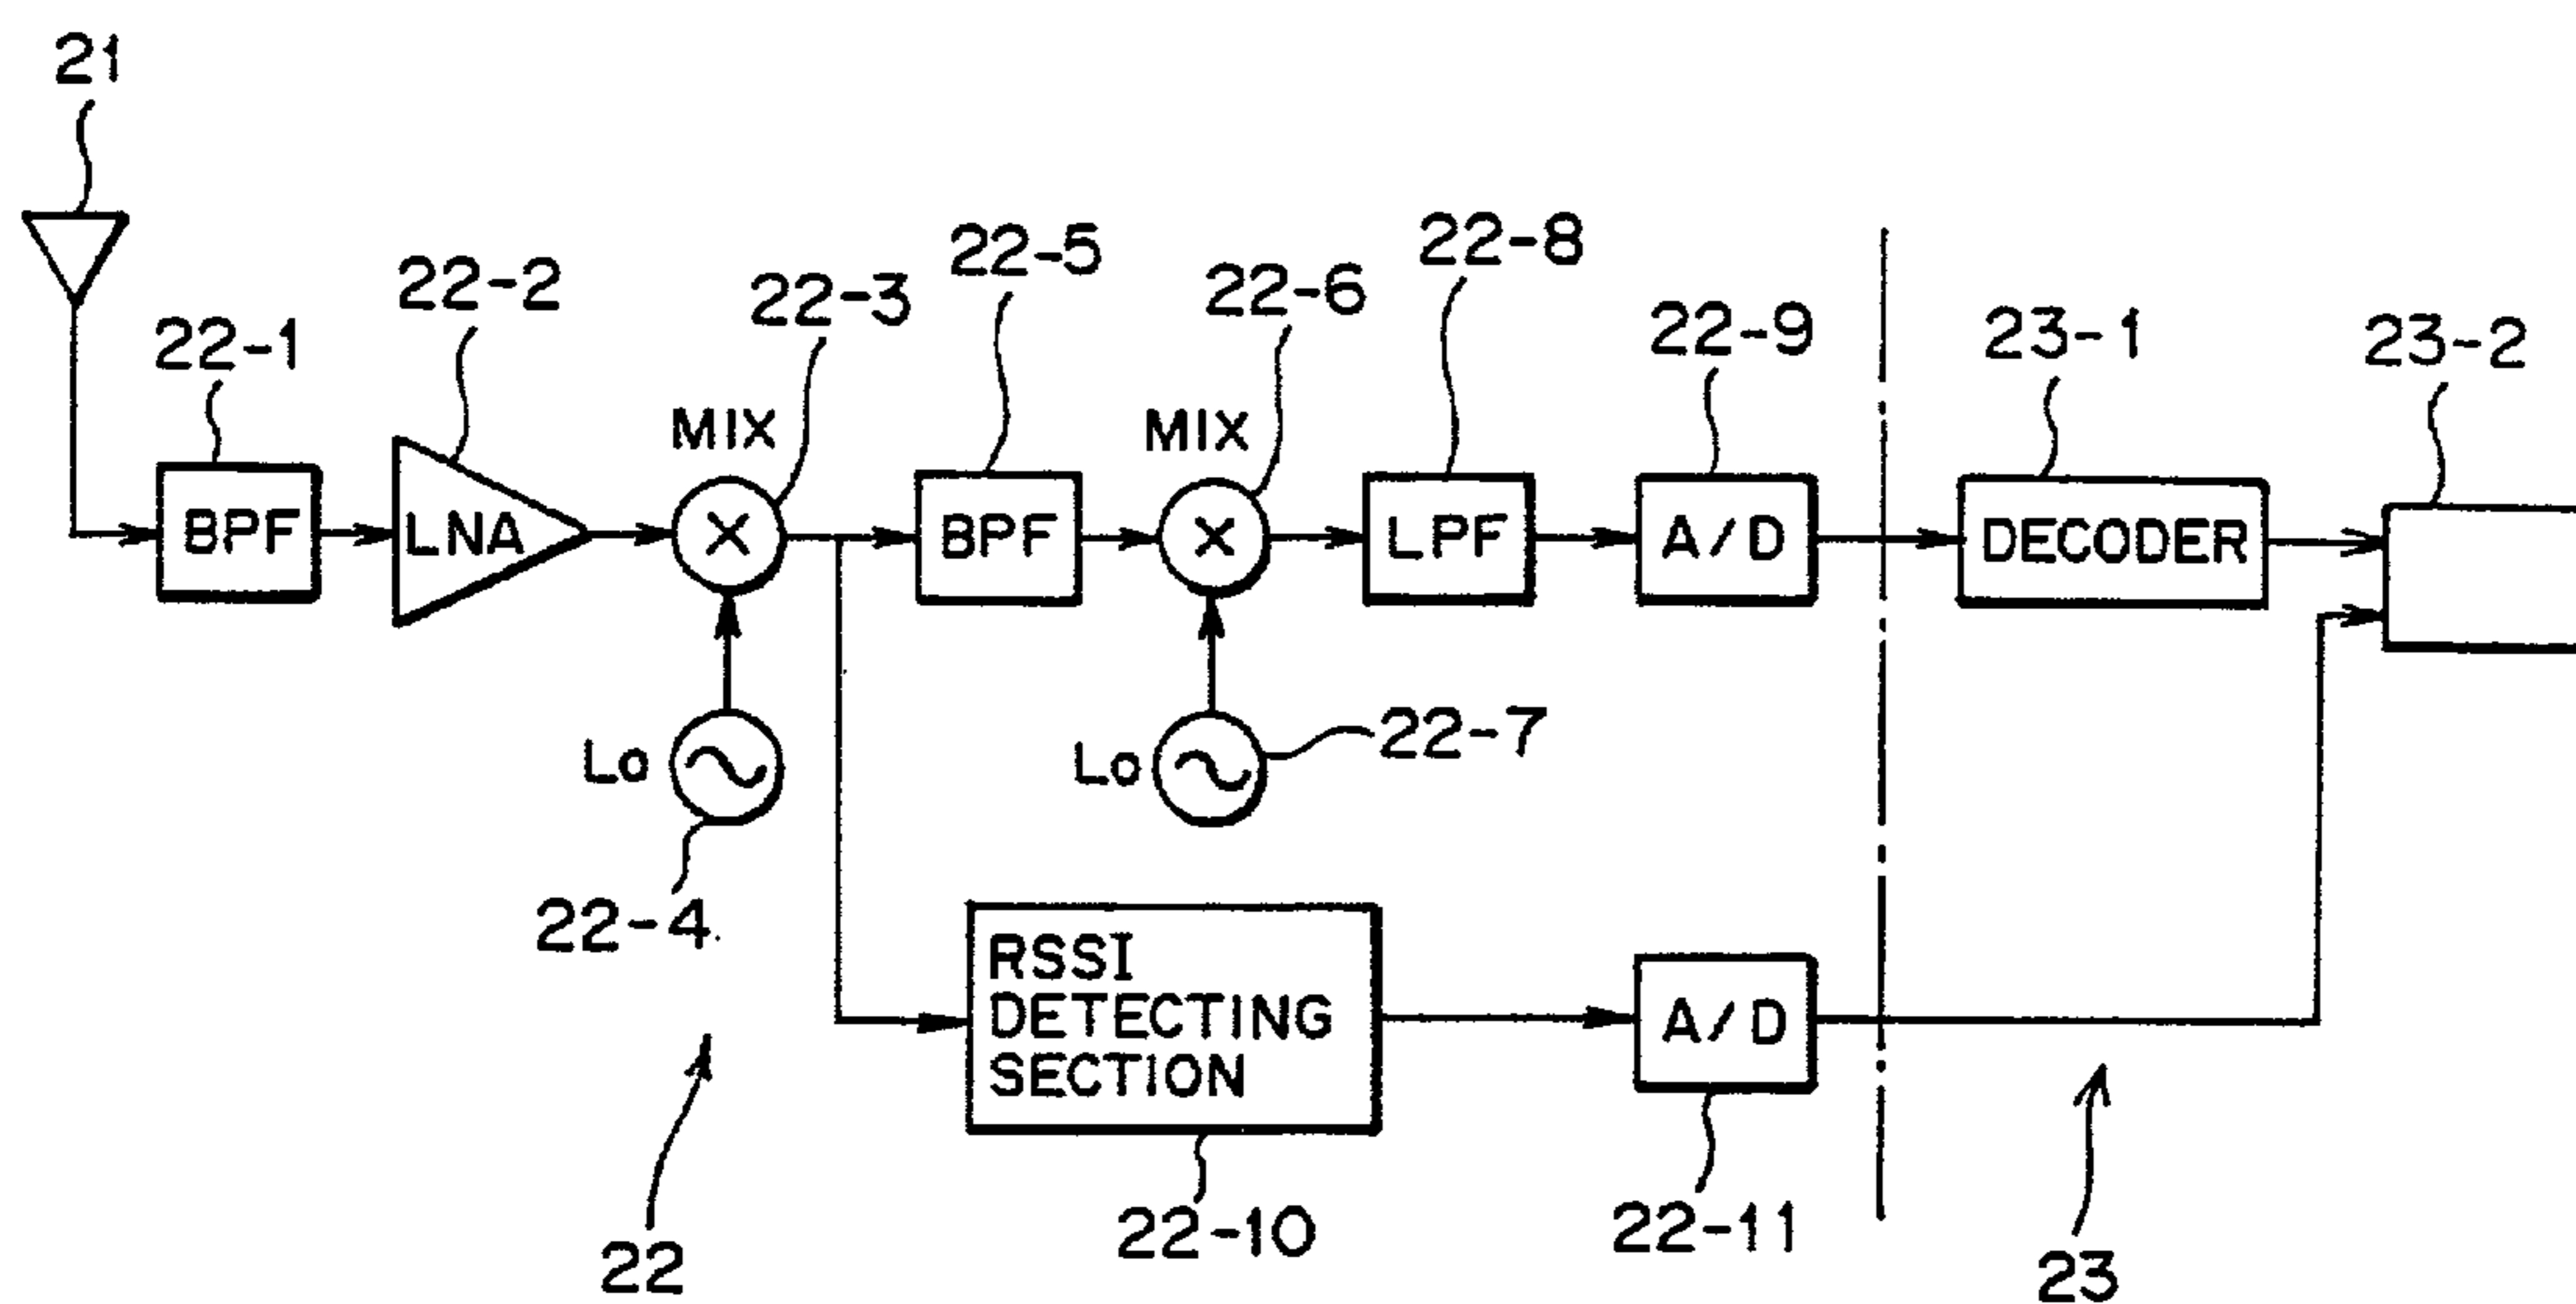 21
22-1
22-2
22-3
22-5
22-6
22-8
22-9
23-1
23-2
MIX
MIX
BPF
LNA
BPF
LPF
A/D
DECODER
Lo
Lo
22-7
22-4
RSSI
DETECTING
SECTION
A/D
22-10
22-11
22
23